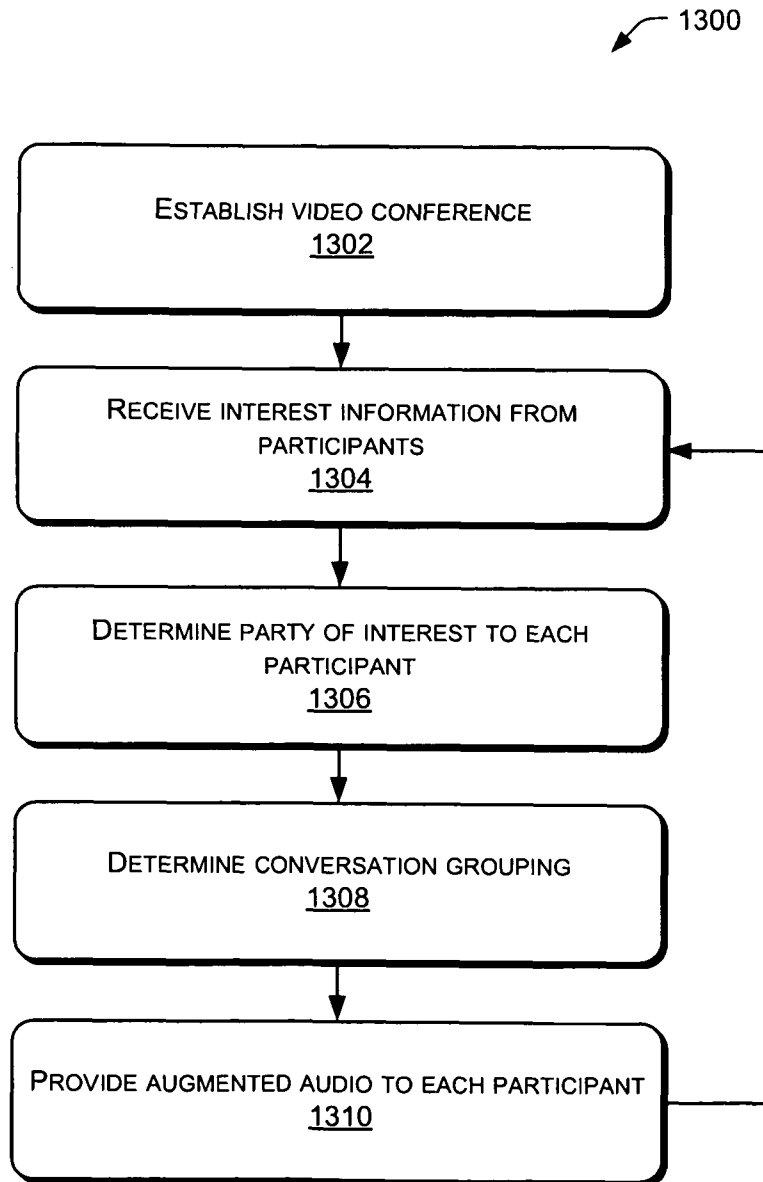 1300
ESTABLISH VIDEO CONFERENCE
1302
RECEIVE INTEREST INFORMATION FROM
PARTICIPANTS
1304
DETERMINE PARTY OF INTEREST TO EACH
PARTICIPANT
1306
DETERMINE CONVERSATION GROUPING
1308
PROVIDE AUGMENTED AUDIO TO EACH PARTICIPANT
1310